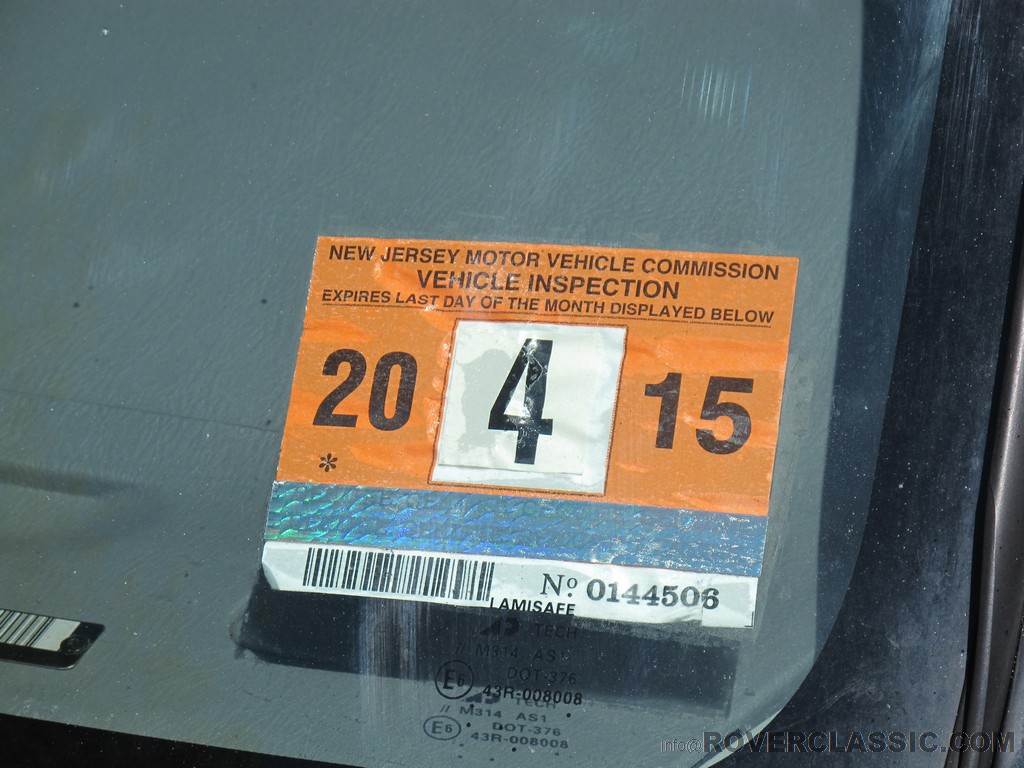 NEW JERSEY MOTOR VEHICLE COMMISSION
VEHICLE INSPECTION
EXPIRES LAST DAY OF THE MONTH DISPLAYED BELOW
20 4 15
*
Nº 0144506
LAMISAFE
TECH
// M314 AS1
DOT-376
E6 43R-008008
TECH
// M314 AS1
DOT-376
E6 43R-008008
info@ROVERCLASSIC.COM